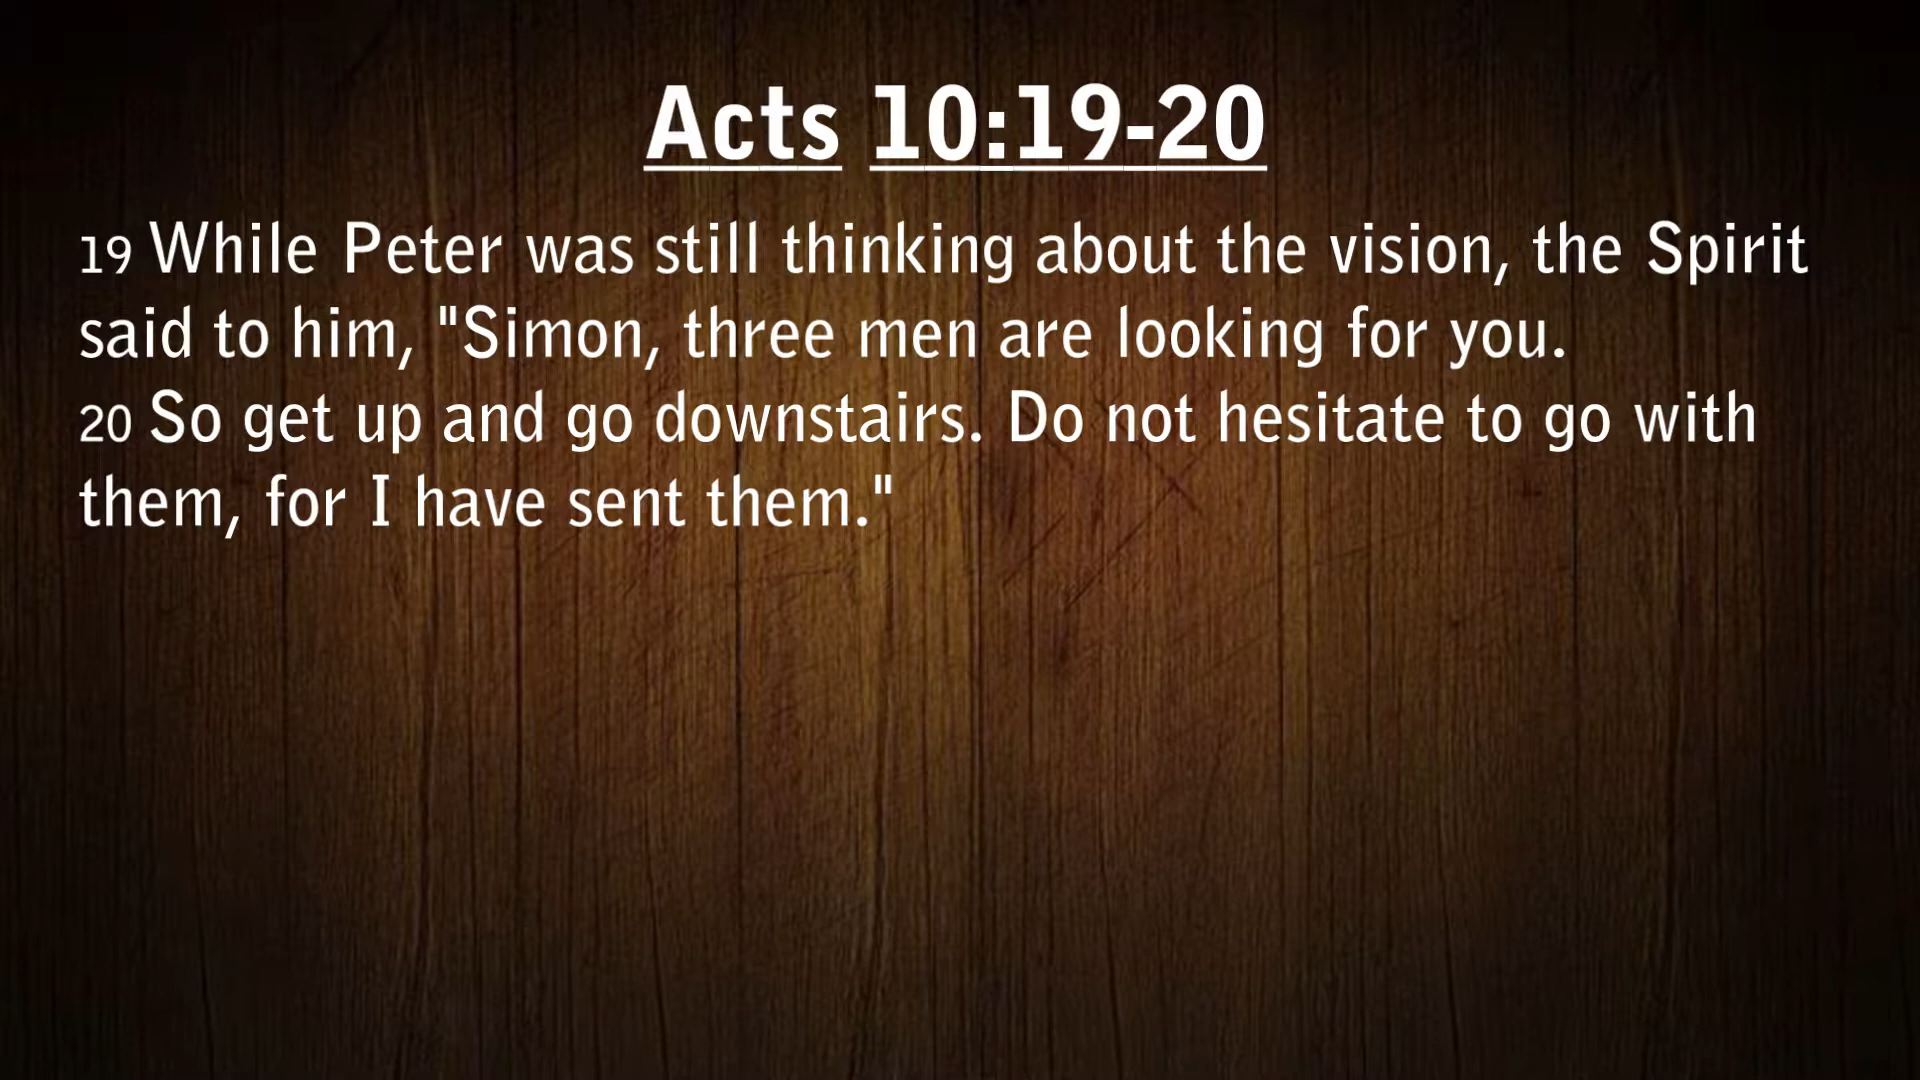 Acts 10:19-20
19 While Peter was still thinking about the vision, the Spirit
said to him, "Simon, three men are looking for you.
20 So get up and go downstairs. Do not hesitate to go with
them, for I have sent them."